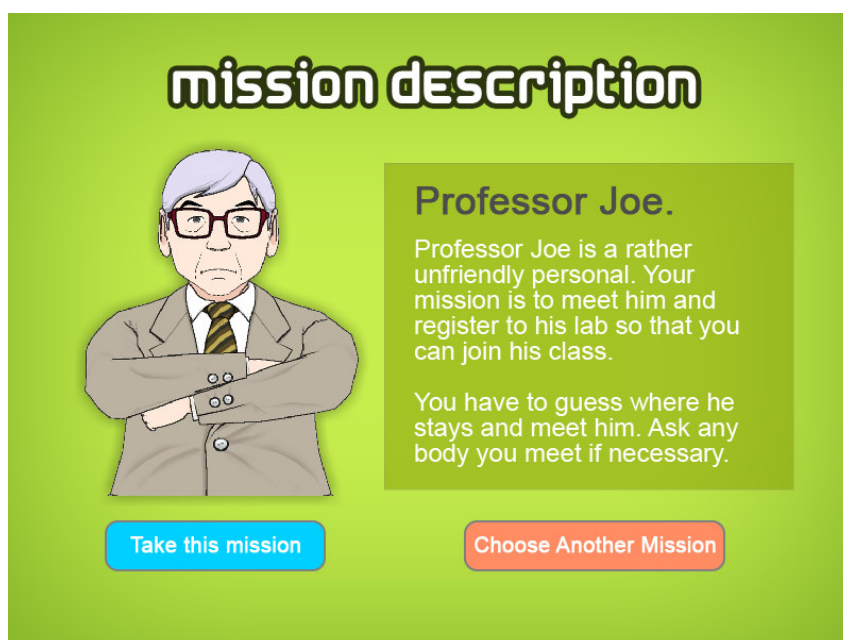 mission description
Professor Joe.
Professor Joe is a rather
unfriendly personal. Your
mission is to meet him and
register to his lab so that you
can join his class.
You have to guess where he
stays and meet him. Ask any
body you meet if necessary.
Take this mission
Choose Another Mission